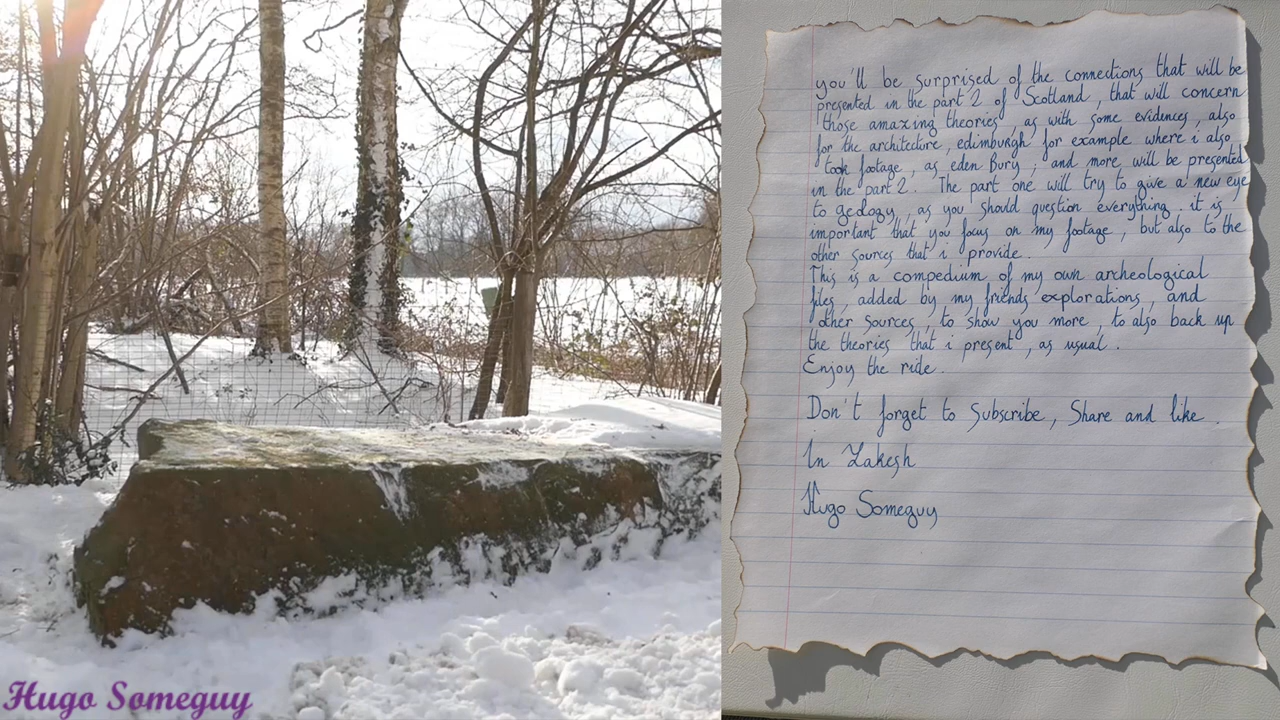 you'll be surprised of the connections that will be
presented in the part 2 of Scotland, that will concern
those amazing theories, as with some evidences, also
for the architecture, edinburgh for example where i also
took footage, as eden Bury, and more will be presented
in the part 2. The part one will try to give a new eye
to geology, as you should question everything. it is
important that you focus on my footage, but also to the
other sources that i provide.
This is a compedium of my own archeological
files, added by my friends explorations, and
other sources, to show you more, to also back up
the theories that i present, as usual.
Enjoy the ride.
Don't forget to Subscribe, Share and like.
In Lakesh
Hugo Someguy
Hugo Someguy